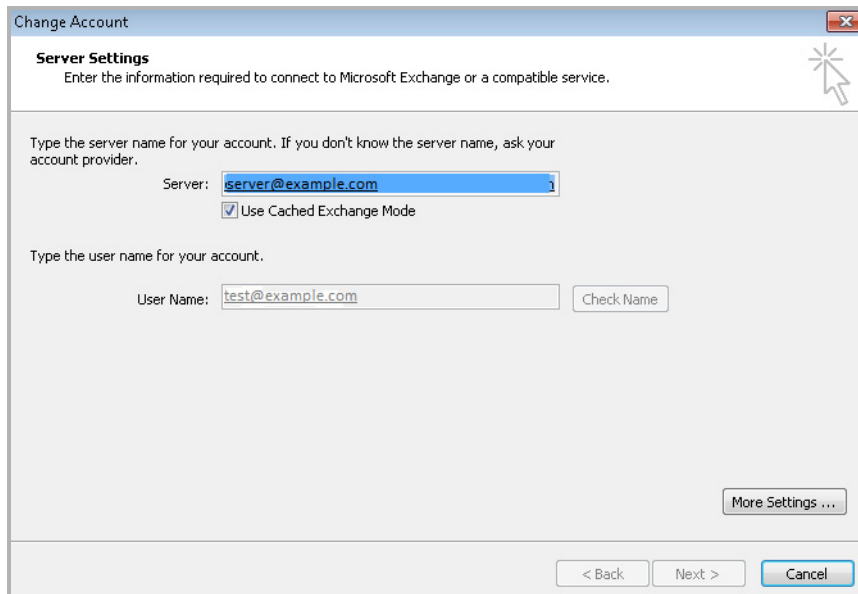 Change Account
Server Settings
Enter the information required to connect to Microsoft Exchange or a compatible service.
Type the server name for your account. If you don't know the server name, ask your
account provider.
Server: server@example.com
Use Cached Exchange Mode
Type the user name for your account.
User Name: test@example.com Check Name
More Settings ...
< Back Next > Cancel